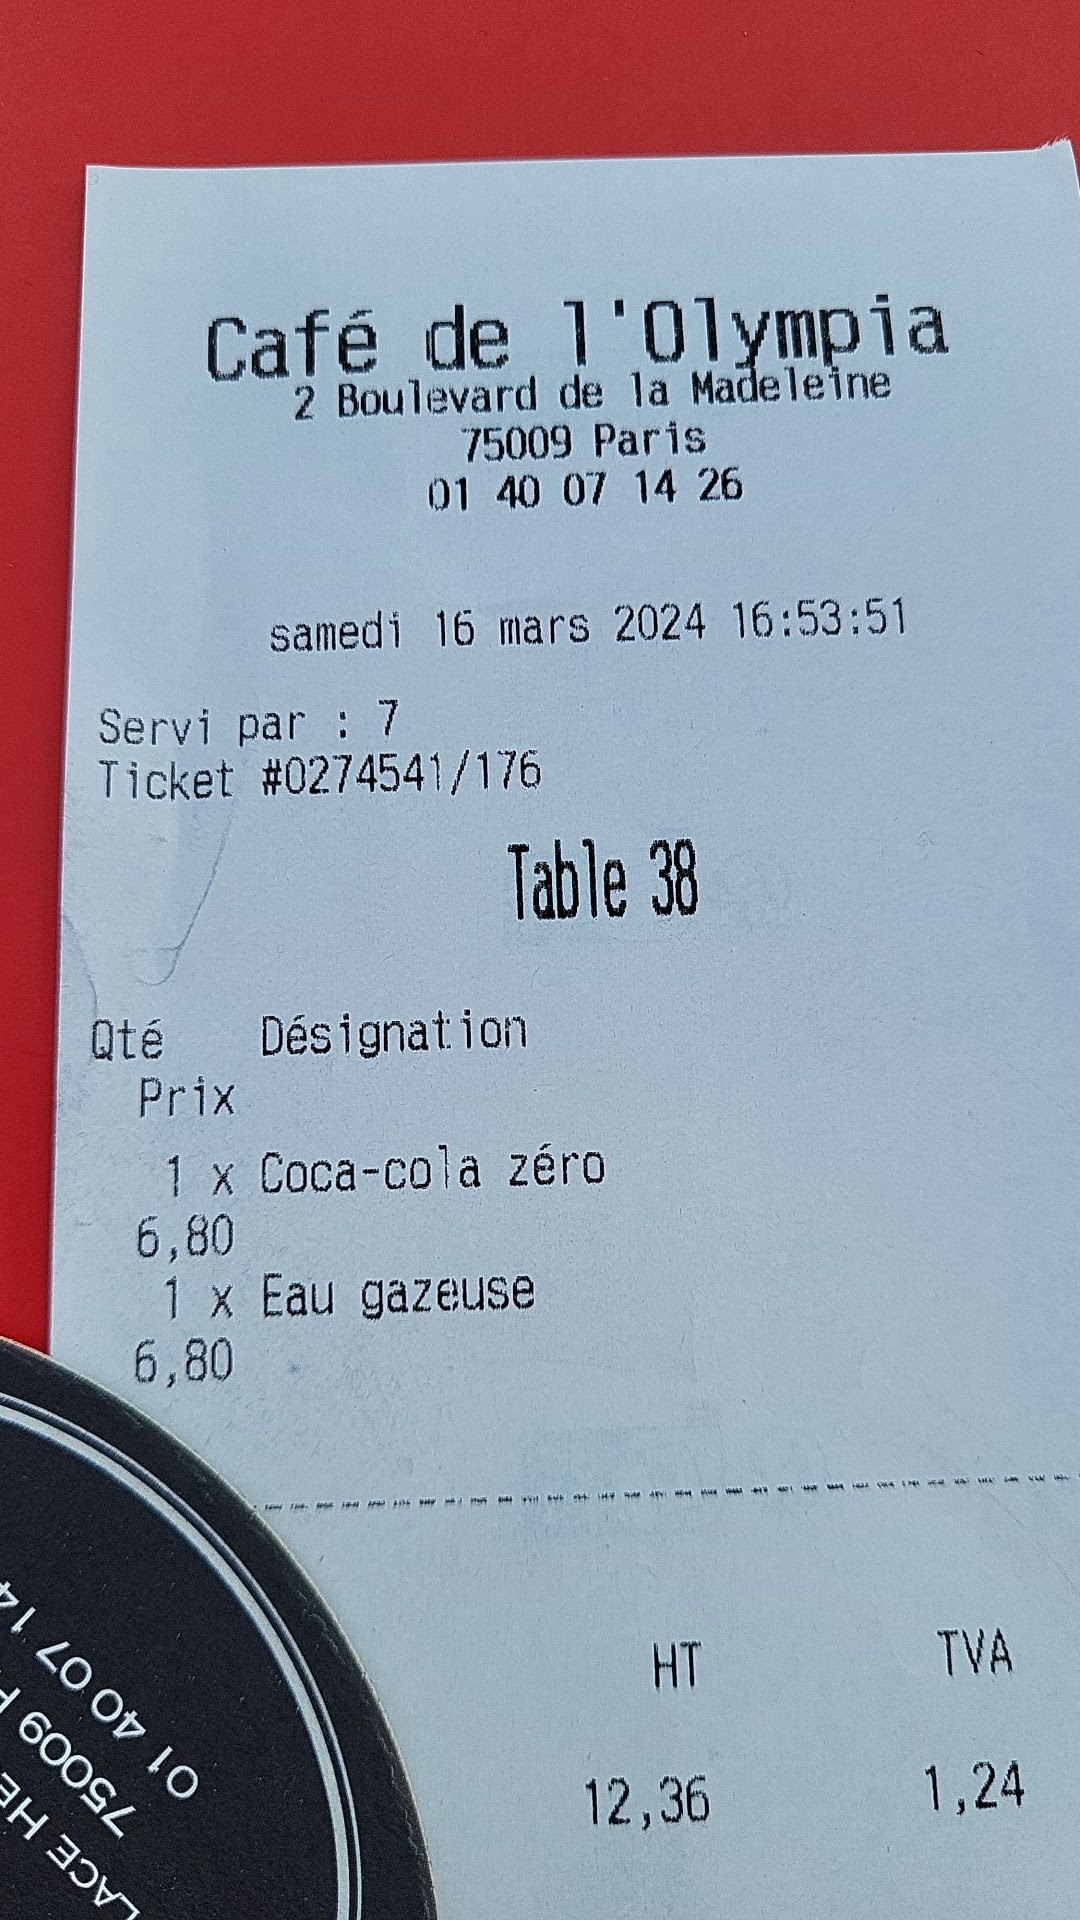 Café de l'Olympia
2 Boulevard de la Madeleine
75009 Paris
01 40 07 14 26
samedi 16 mars 2024 16:53:51
Servi par : 7
Ticket #0274541/176
Table 38
Qté Désignation
Prix
1 x Coca-cola zéro
6,80
1 x Eau gazeuse
6,80
HT TVA
12,36 1,24
01 40 07 14
75009 P
LACE HE